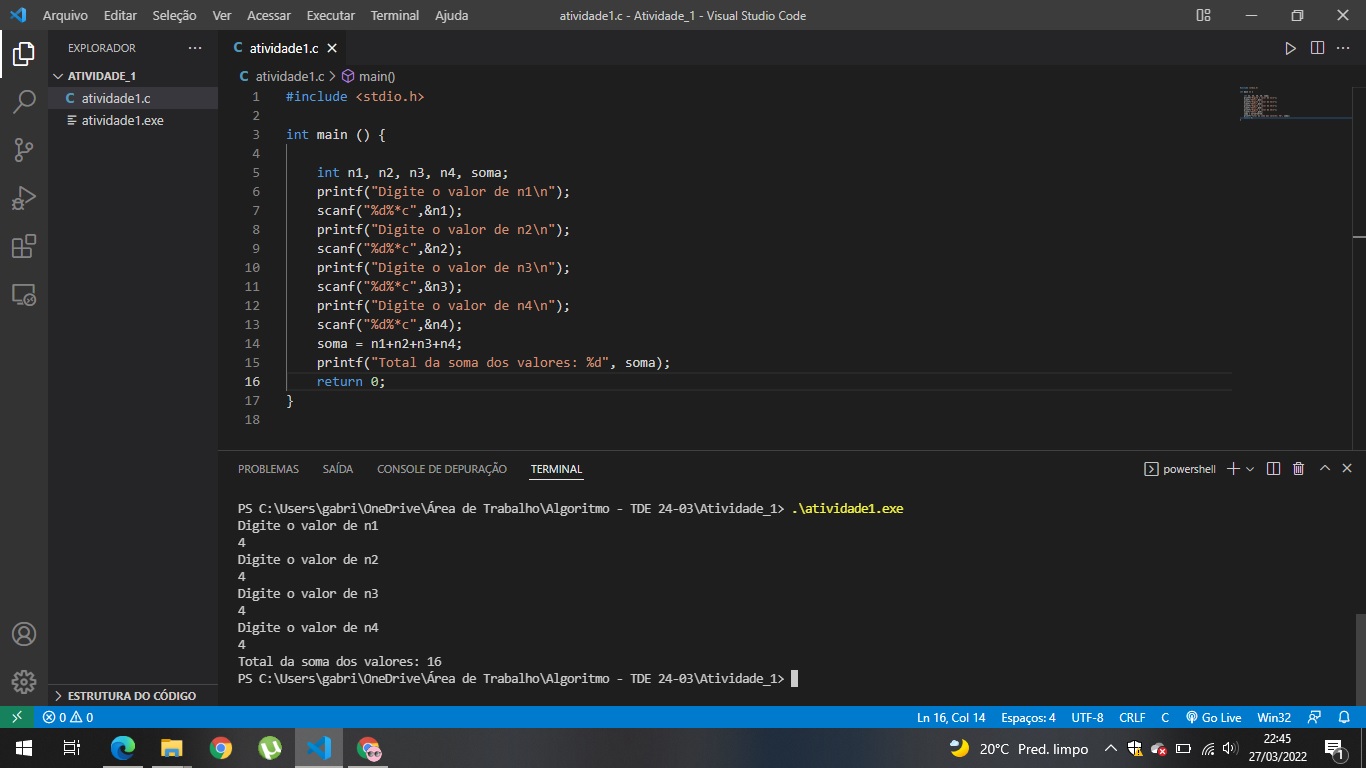 Arquivo Editar Seleção Ver Acessar Executar Terminal Ajuda atividade1.c - Atividade_1 - Visual Studio Code
EXPLORADOR ···
ATIVIDADE_1
C atividade1.c
atividade1.exe
ESTRUTURA DO CÓDIGO
C atividade1.c
C atividade1.c > main()
1 #include <stdio.h>
2
3 int main () {
4
5 int n1, n2, n3, n4, soma;
6 printf("Digite o valor de n1\n");
7 scanf("%d%*c",&n1);
8 printf("Digite o valor de n2\n");
9 scanf("%d%*c",&n2);
10 printf("Digite o valor de n3\n");
11 scanf("%d%*c",&n3);
12 printf("Digite o valor de n4\n");
13 scanf("%d%*c",&n4);
14 soma = n1+n2+n3+n4;
15 printf("Total da soma dos valores: %d", soma);
16 return 0;
17 }
18
PROBLEMAS SAÍDA CONSOLE DE DEPURAÇÃO TERMINAL powershell
PS C:\Users\gabri\OneDrive\Área de Trabalho\Algoritmo - TDE 24-03\Atividade_1> .\atividade1.exe
Digite o valor de n1
4
Digite o valor de n2
4
Digite o valor de n3
4
Digite o valor de n4
4
Total da soma dos valores: 16
PS C:\Users\gabri\OneDrive\Área de Trabalho\Algoritmo - TDE 24-03\Atividade_1>
0 0 Ln 16, Col 14 Espaços: 4 UTF-8 CRLF C Go Live Win32
20°C Pred. limpo
22:45
27/03/2022
1